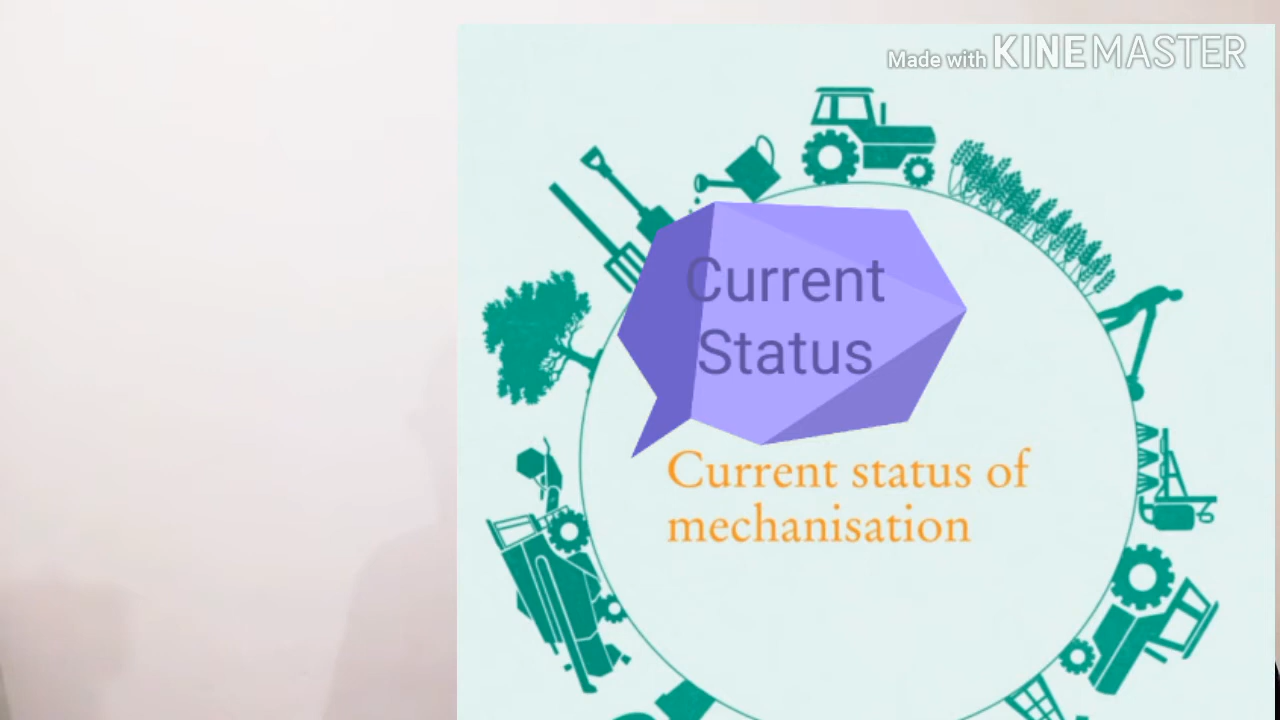 Made with KINEMASTER
Current
Status
Current status of
mechanisation